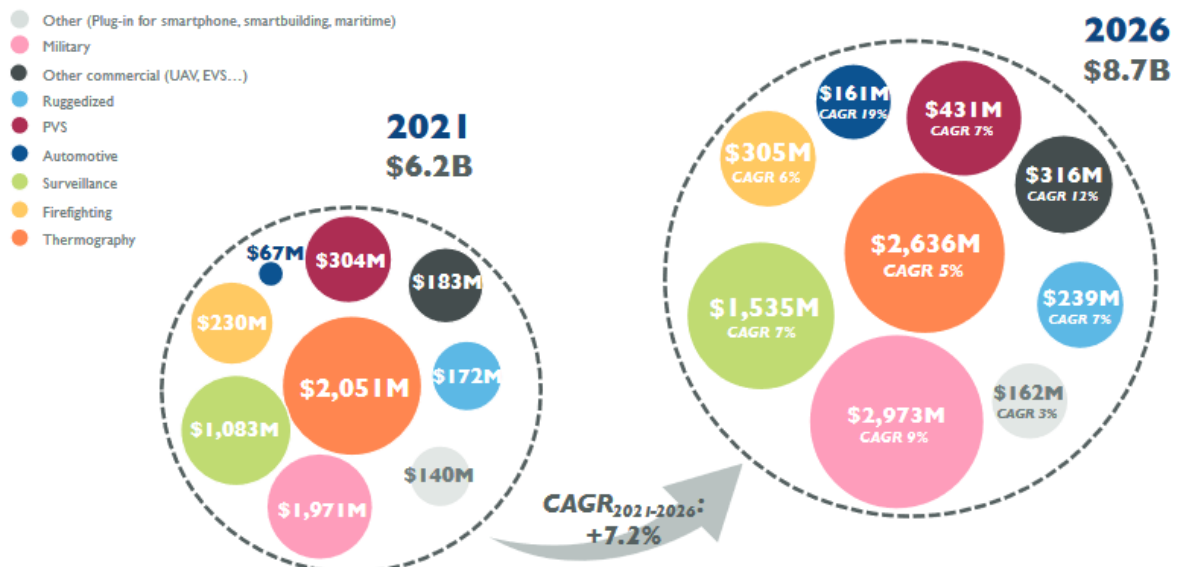 Other (Plug-in for smartphone, smartbuilding, maritime)
Military
Other commercial (UAV, EVS...)
Ruggedized
PVS
Automotive
Surveillance
Firefighting
Thermography
2021
$6.2B
$67M
$304M
$183M
$230M
$2,051M
$172M
$1,083M
$140M
$1,971M
CAGR2021-2026:
+7.2%
2026
$8.7B
$161M
CAGR 19%
$431M
CAGR 7%
$305M
CAGR 6%
$316M
CAGR 12%
$2,636M
CAGR 5%
$1,535M
CAGR 7%
$239M
CAGR 7%
$2,973M
CAGR 9%
$162M
CAGR 3%